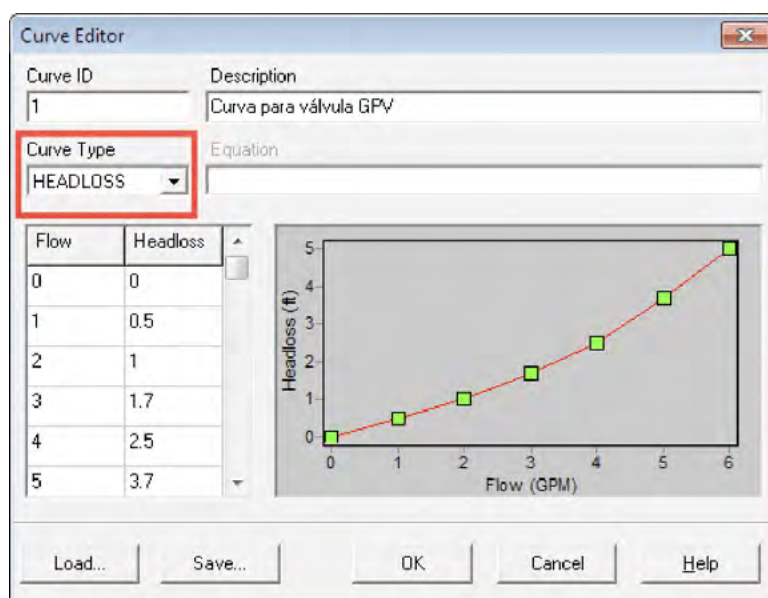 Curve Editor
Curve ID Description
1 Curva para válvula GPV
Curve Type Equation
HEADLOSS
Flow Headloss
0 0
1 0.5
2 1
3 1.7
4 2.5
5 3.7
5
4
3
2
1
0
Headloss (ft)
0 1 2 3 4 5 6
Flow (GPM)
Load... Save... OK Cancel Help